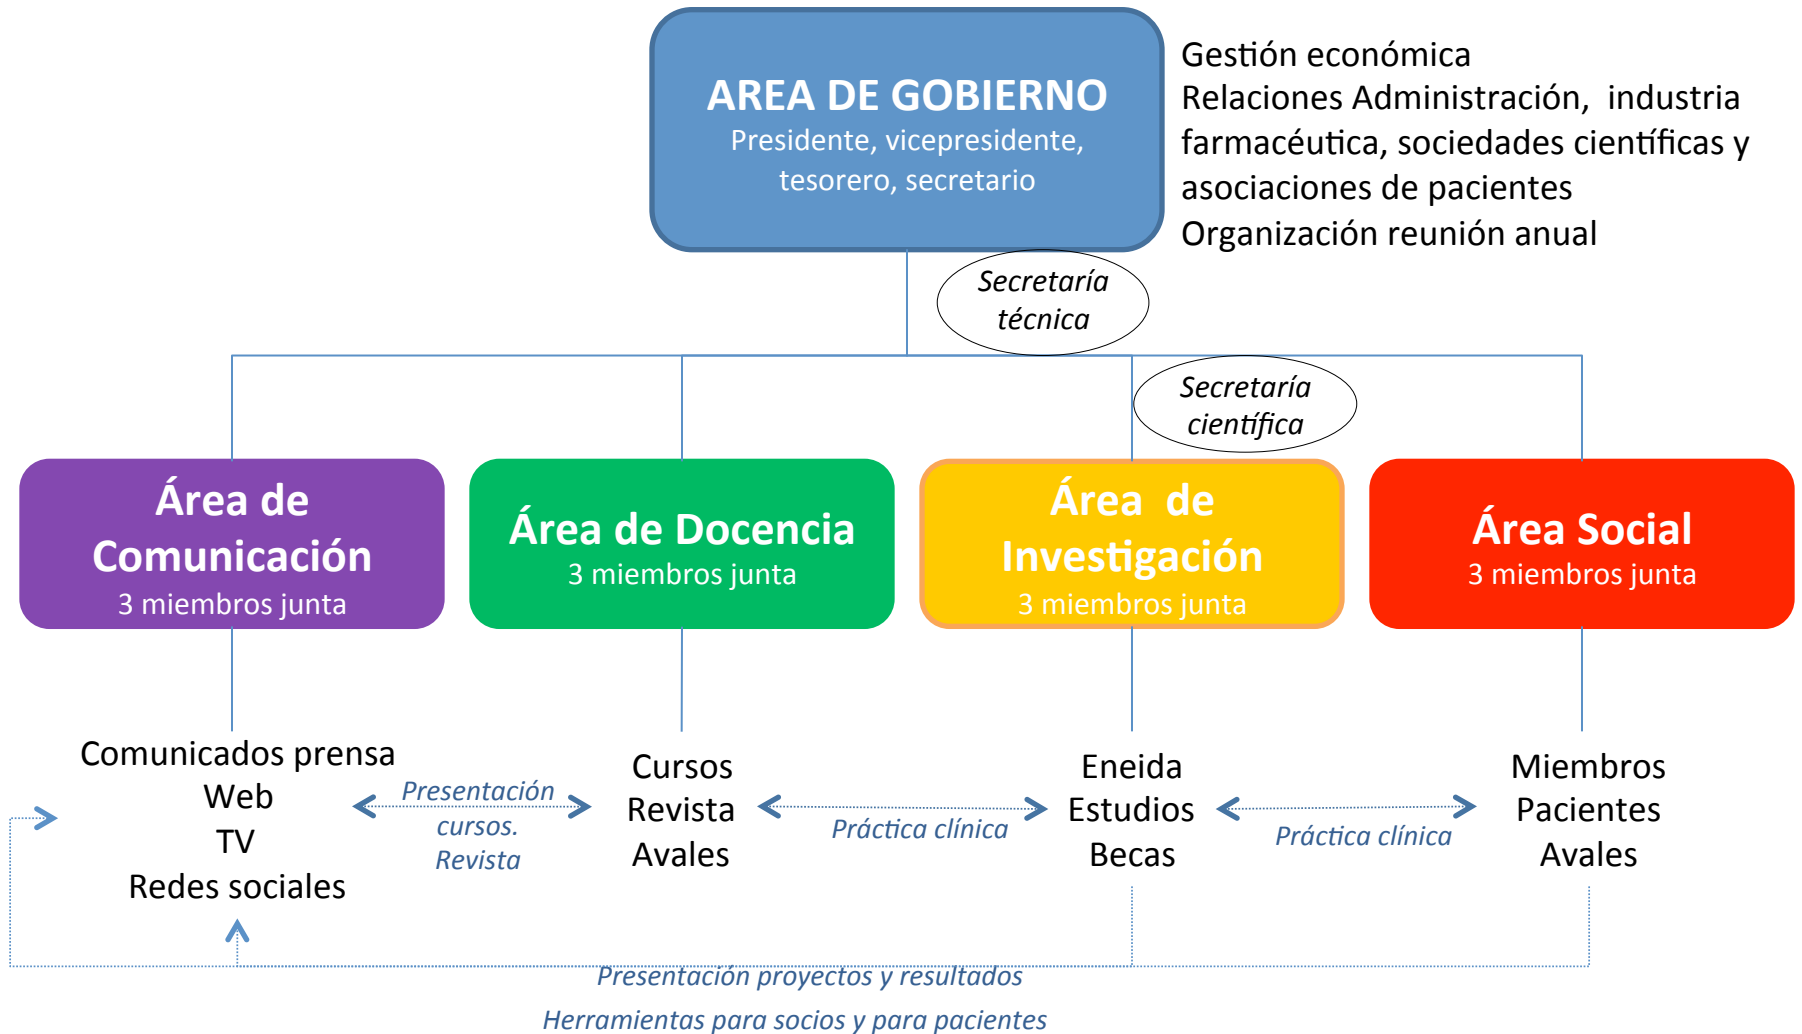 AREA DE GOBIERNO
Presidente, vicepresidente,
tesorero, secretario
Gestión económica
Relaciones Administración,  industria
farmacéutica, sociedades científicas y
asociaciones de pacientes
Organización reunión anual
Secretaría
técnica
Secretaría
científica
Área de
Comunicación
3 miembros junta
Área de Docencia
3 miembros junta
Área  de
Investigación
3 miembros junta
Área Social
3 miembros junta
Comunicados prensa
Web
TV
Redes sociales
Presentación
cursos.
Revista
Cursos
Revista
Avales
Práctica clínica
Eneida
Estudios
Becas
Práctica clínica
Miembros
Pacientes
Avales
Presentación proyectos y resultados
Herramientas para socios y para pacientes